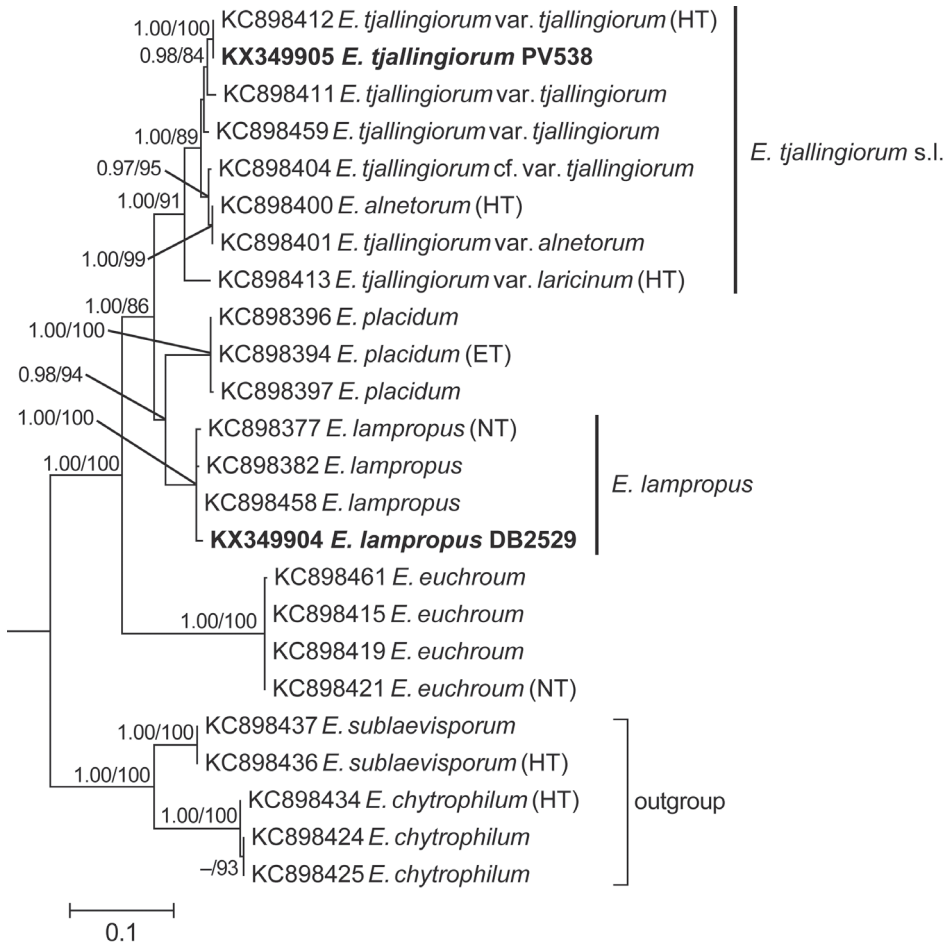 KC898412 E. tjallingiorum var. tjallingiorum (HT)
1.00/100
KX349905 E. tjallingiorum PV538
0.98/84
KC898411 E. tjallingiorum var. tjallingiorum
KC898459 E. tjallingiorum var. tjallingiorum
1.00/89
E. tjallingiorum s.l.
KC898404 E. tjallingiorum cf. var. tjallingiorum
0.97/95
KC898400 E. alnetorum (HT)
1.00/91
KC898401 E. tjallingiorum var. alnetorum
1.00/99
KC898413 E. tjallingiorum var. laricinum (HT)
1.00/86
KC898396 E. placidum
1.00/100
KC898394 E. placidum (ET)
0.98/94
KC898397 E. placidum
1.00/100
KC898377 E. lampropus (NT)
1.00/100
KC898382 E. lampropus
E. lampropus
KC898458 E. lampropus
KX349904 E. lampropus DB2529
KC898461 E. euchroum
KC898415 E. euchroum
1.00/100
KC898419 E. euchroum
KC898421 E. euchroum (NT)
KC898437 E. sublaevisporum
1.00/100
KC898436 E. sublaevisporum (HT)
1.00/100
KC898434 E. chytrophilum (HT)
outgroup
1.00/100
KC898424 E. chytrophilum
–/93
KC898425 E. chytrophilum
0.1